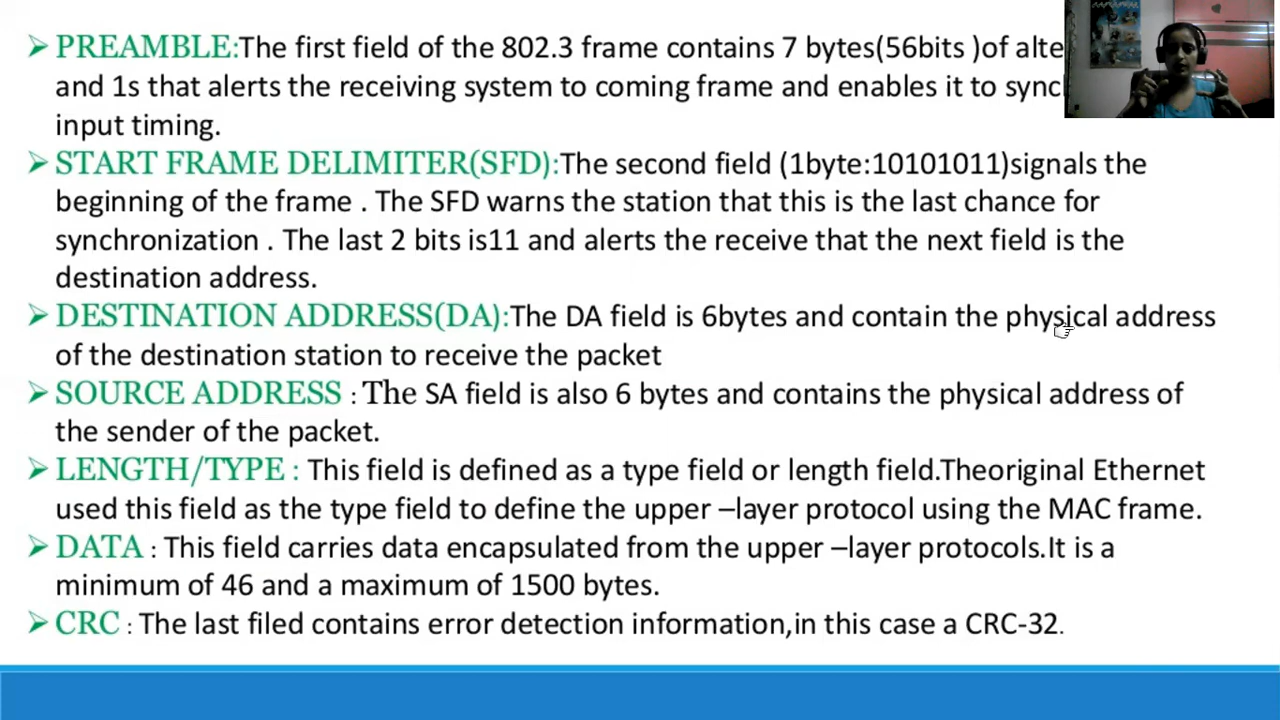 ➢ PREAMBLE:The first field of the 802.3 frame contains 7 bytes(56bits )of
and 1s that alerts the receiving system to coming frame and enables it to
input timing.
➢ START FRAME DELIMITER(SFD):The second field (1byte:10101011)signals the
beginning of the frame . The SFD warns the station that this is the last chance for
synchronization . The last 2 bits is11 and alerts the receive that the next field is the
destination address.
➢ DESTINATION ADDRESS(DA):The DA field is 6bytes and contain the physical address
of the destination station to receive the packet
➢ SOURCE ADDRESS : The SA field is also 6 bytes and contains the physical address of
the sender of the packet.
➢ LENGTH/TYPE : This field is defined as a type field or length field.Theoriginal Ethernet
used this field as the type field to define the upper –layer protocol using the MAC frame.
➢ DATA : This field carries data encapsulated from the upper –layer protocols.It is a
minimum of 46 and a maximum of 1500 bytes.
➢ CRC : The last filed contains error detection information,in this case a CRC-32.